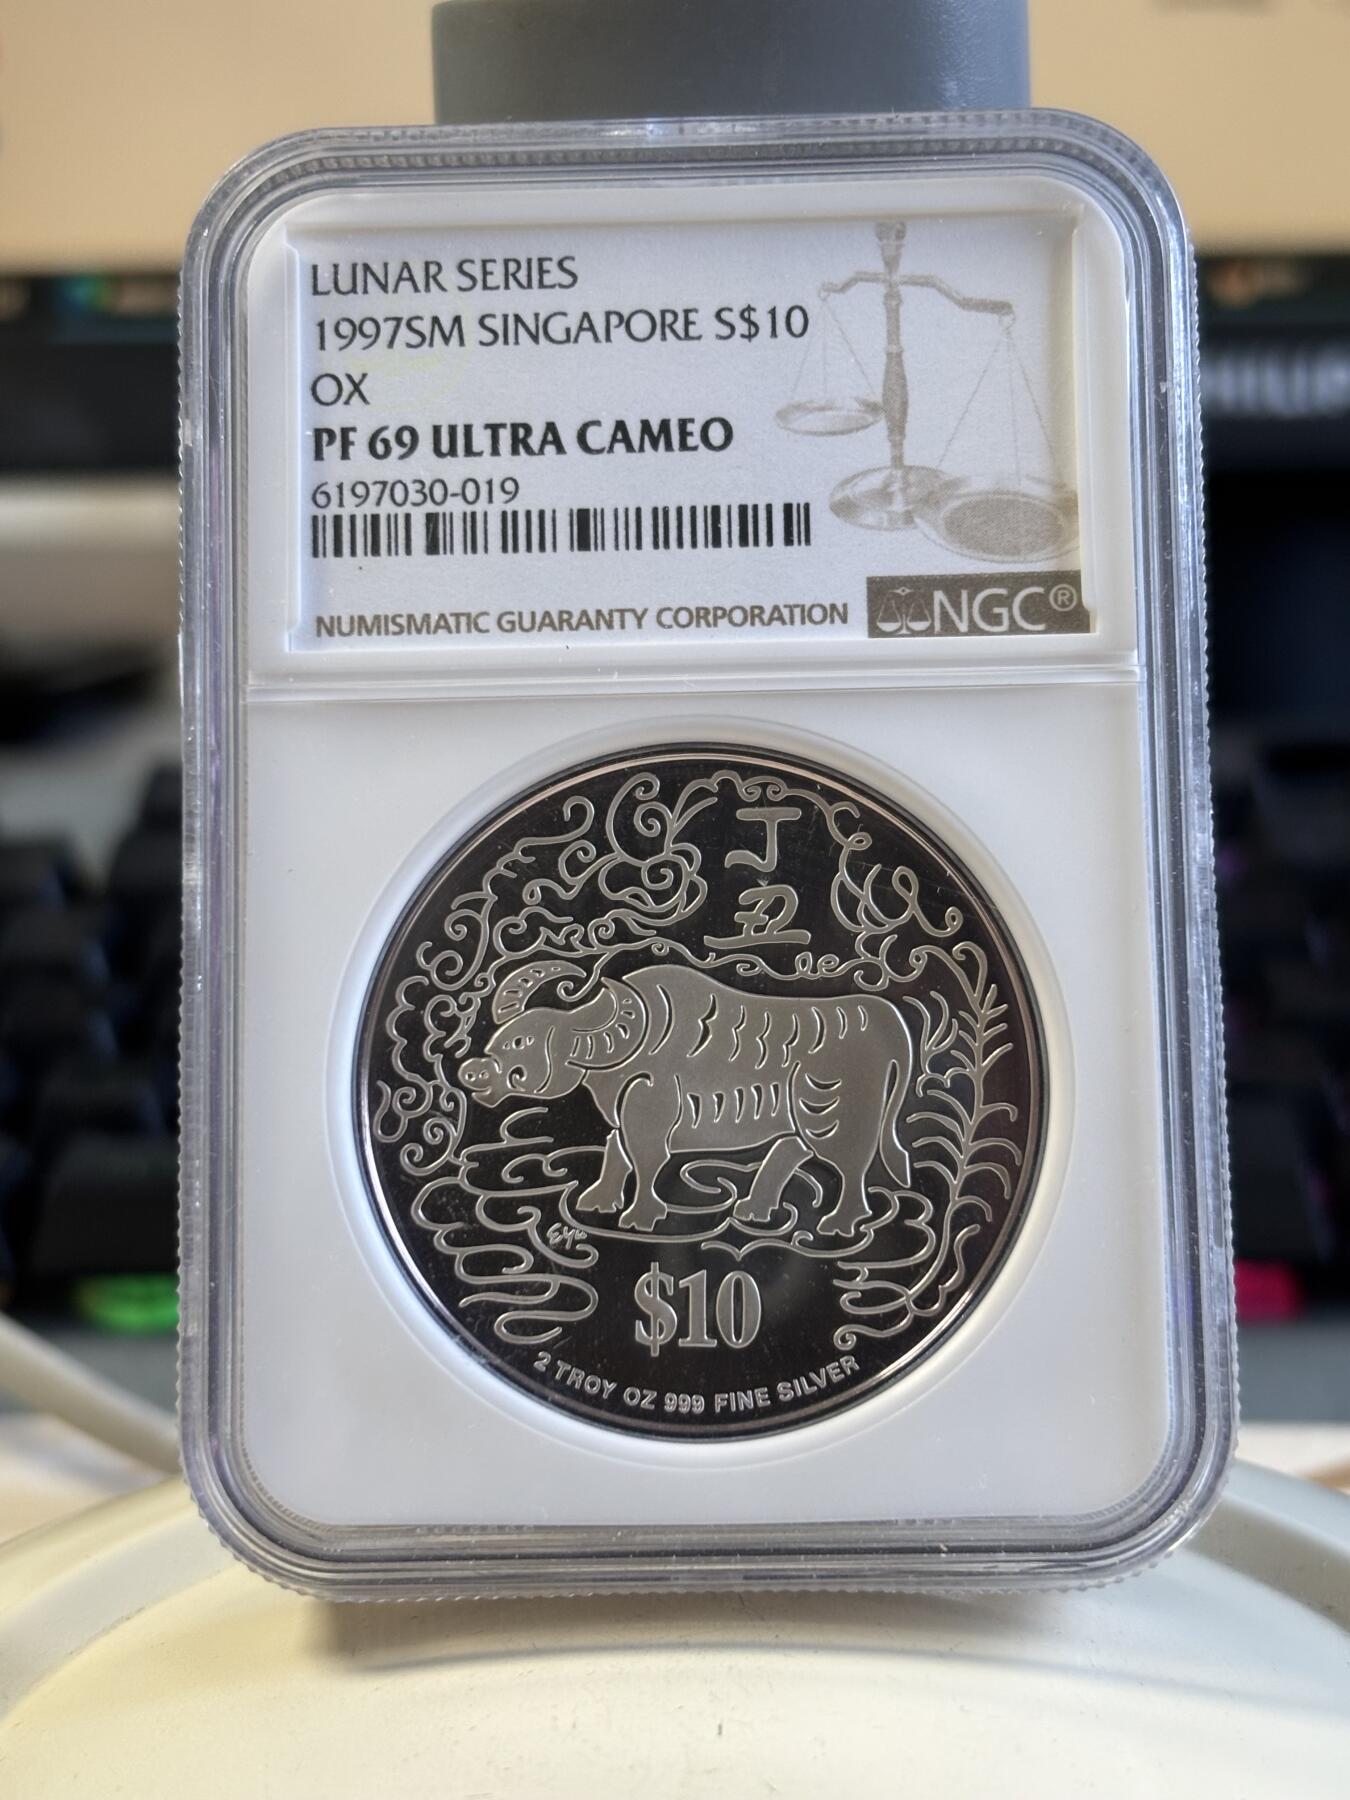 LUNAR SERIES
1997SM SINGAPORE S$10
OX
PF 69 ULTRA CAMEO
6197030-019
NUMISMATIC GUARANTY CORPORATION
NGC®
丁
丑
$10
2 TROY OZ 999 FINE SILVER